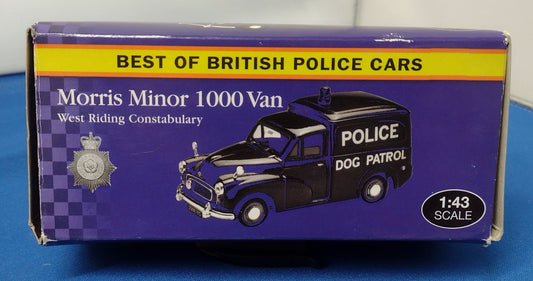 BEST OF BRITISH POLICE CARS
Morris Minor 1000 Van
West Riding Constabulary
POLICE
DOG PATROL
1:43
SCALE